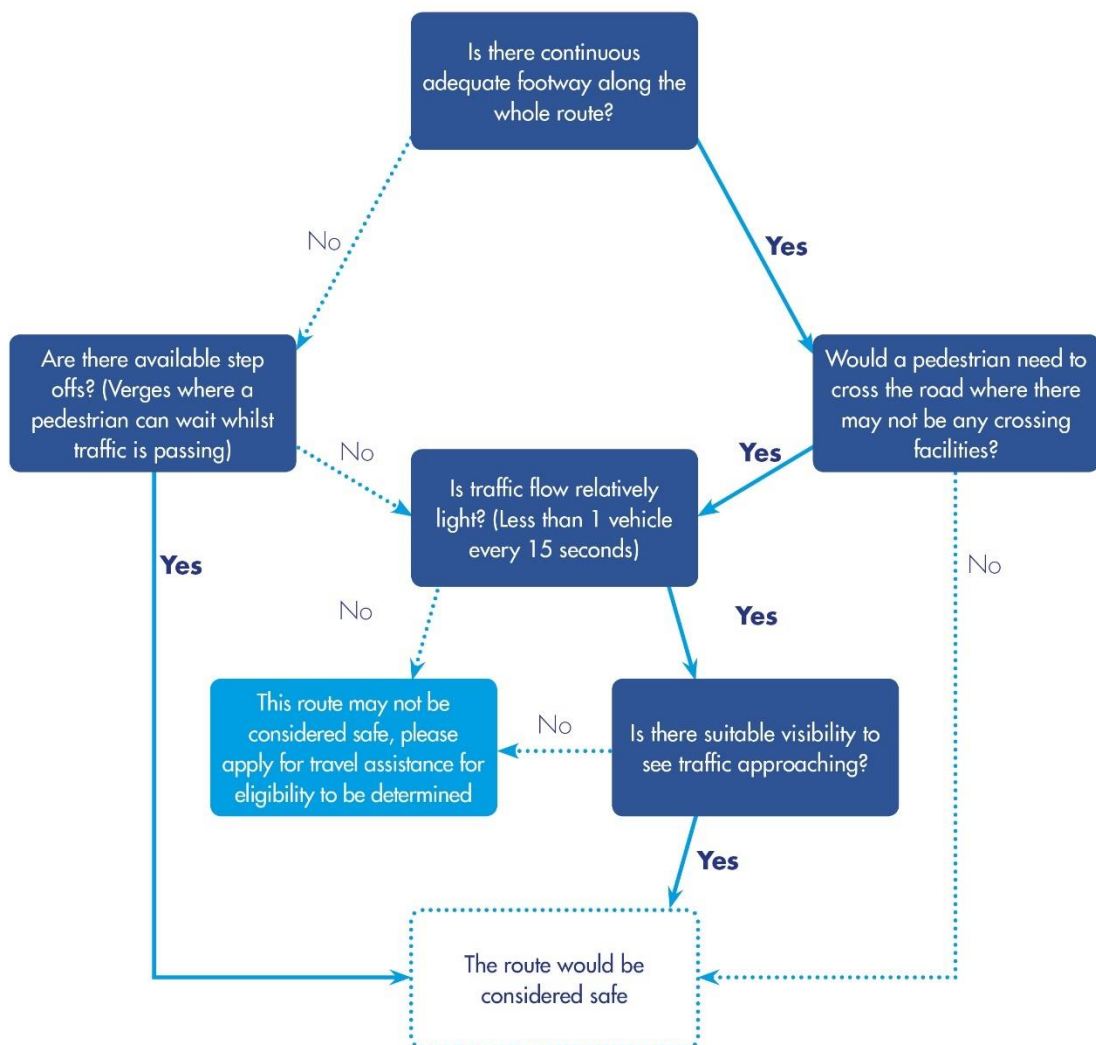 Is there continuous
adequate footway along the
whole route?
No
Yes
Are there available step
offs? (Verges where a
pedestrian can wait whilst
traffic is passing)
Would a pedestrian need to
cross the road where there
may not be any crossing
facilities?
No
Yes
Is traffic flow relatively
light? (Less than 1 vehicle
every 15 seconds)
Yes
No
No
Yes
This route may not be
considered safe, please
apply for travel assistance for
eligibility to be determined
No
Is there suitable visibility to
see traffic approaching?
Yes
The route would be
considered safe